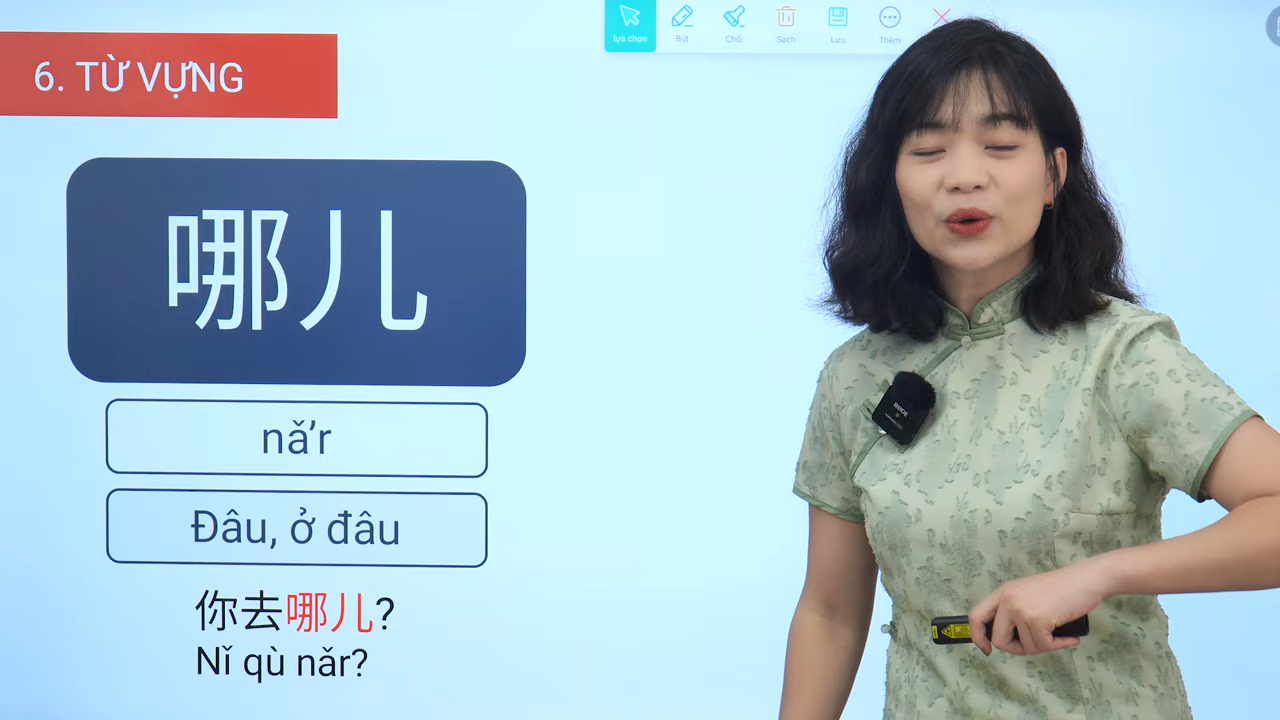 lựa chọn
Bút
Chổi
Sạch
Lưu
Thêm
6. TỪ VỰNG
哪儿
nǎ’r
Đâu, ở đâu
你去哪儿?
Nǐ qù nǎr?
RODE